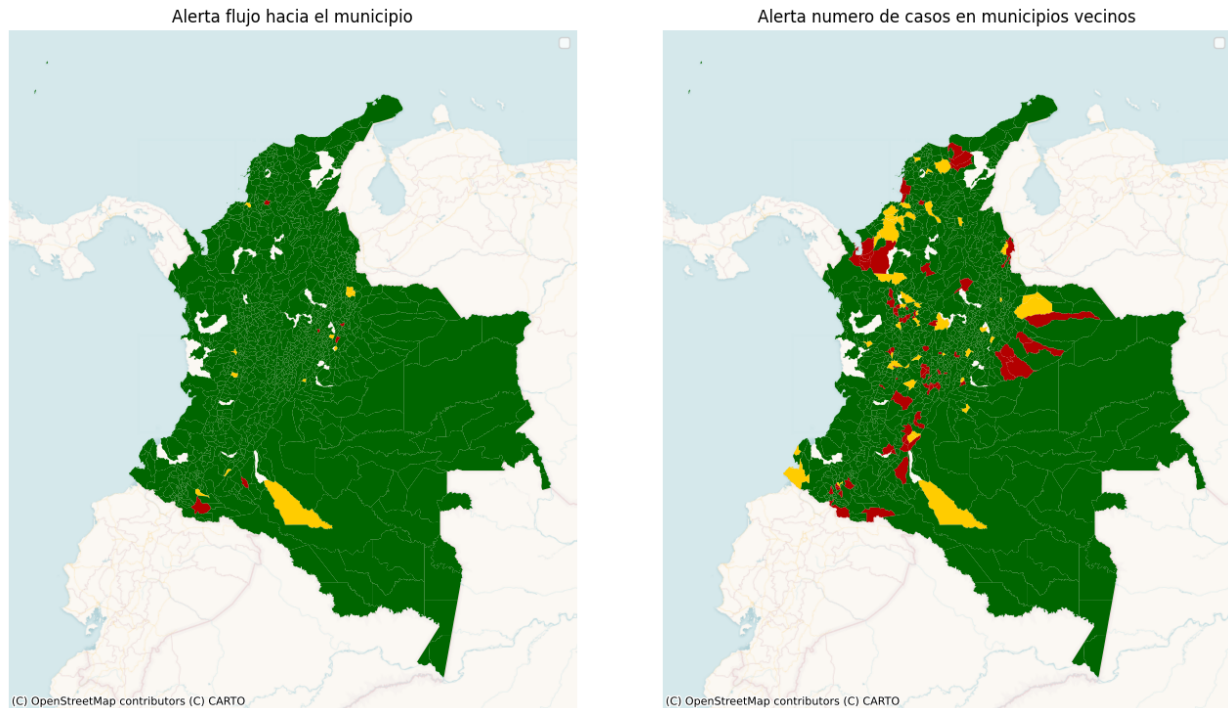 Alerta flujo hacia el municipio
Alerta numero de casos en municipios vecinos
(C) OpenStreetMap contributors (C) CARTO
(C) OpenStreetMap contributors (C) CARTO